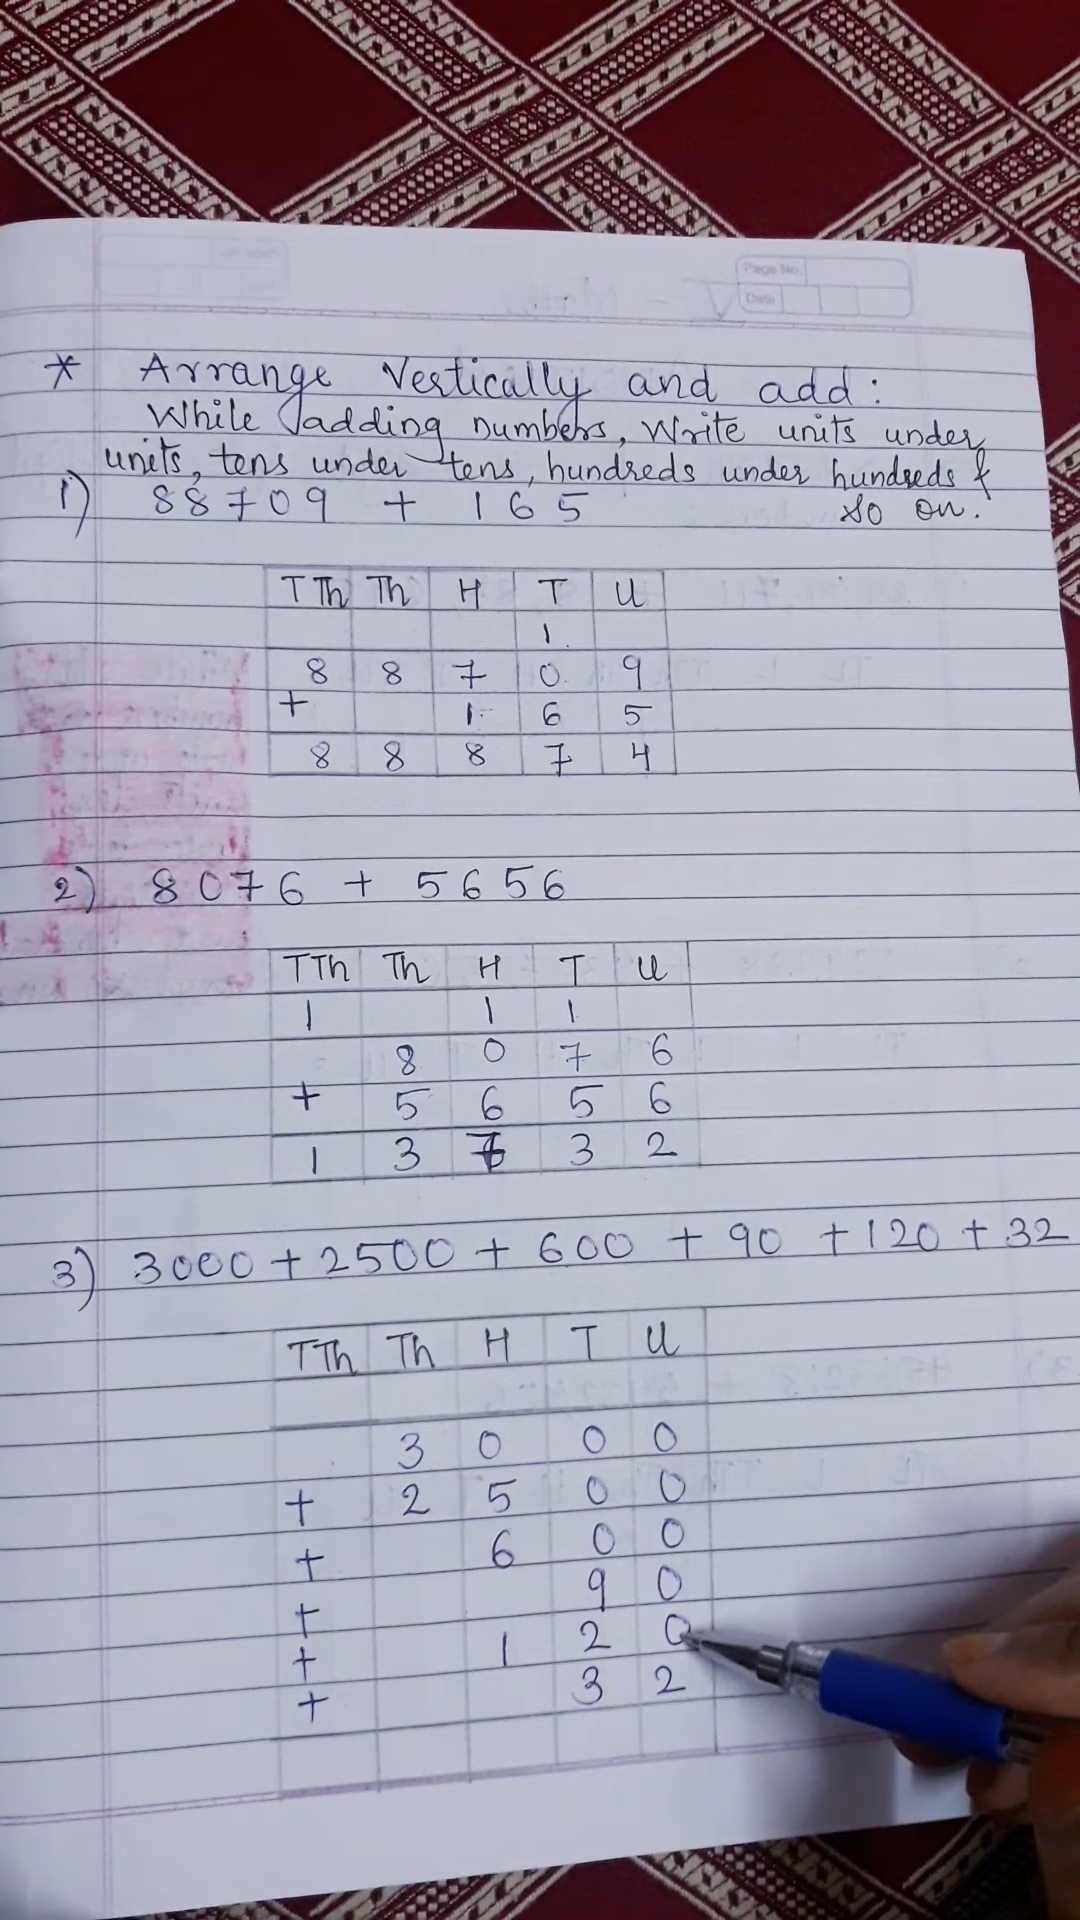 Page No.
Date
* Arrange Vertically and add:
While adding numbers, Write units under
units, tens under tens, hundreds under hundreds &
so on.
1) 88709 + 165
T Th Th H T U
1
8 8 7 0 9
+ 1 6 5
8 8 8 7 4
2) 8076 + 5656
TTh Th H T U
1 1 1
8 0 7 6
+ 5 6 5 6
1 3 7 3 2
3) 3000 + 2500 + 600 + 90 + 120 + 32
TTh Th H T U
3 0 0 0
+ 2 5 0 0
+ 6 0 0
+ 9 0
+ 1 2 0
+ 3 2